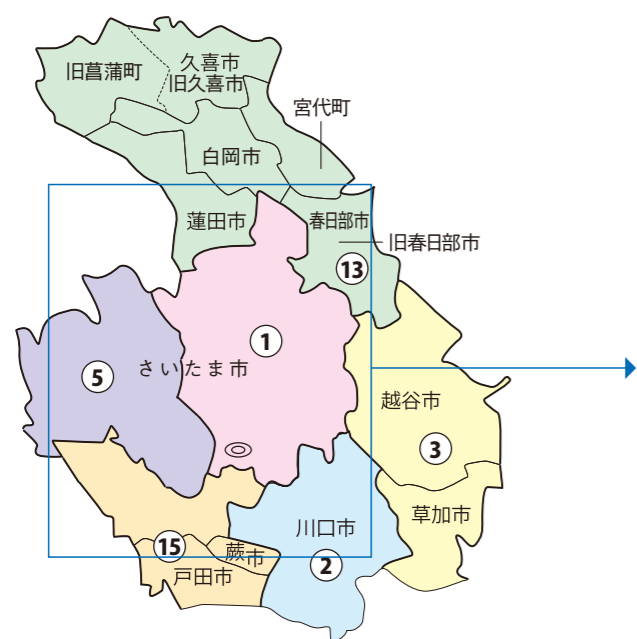 久喜市
旧菖蒲町
旧久喜市
宮代町
白岡市
蓮田市
春日部市
旧春日部市
13
1
さいたま市
5
越谷市
3
草加市
川口市
15
蕨市
2
戸田市